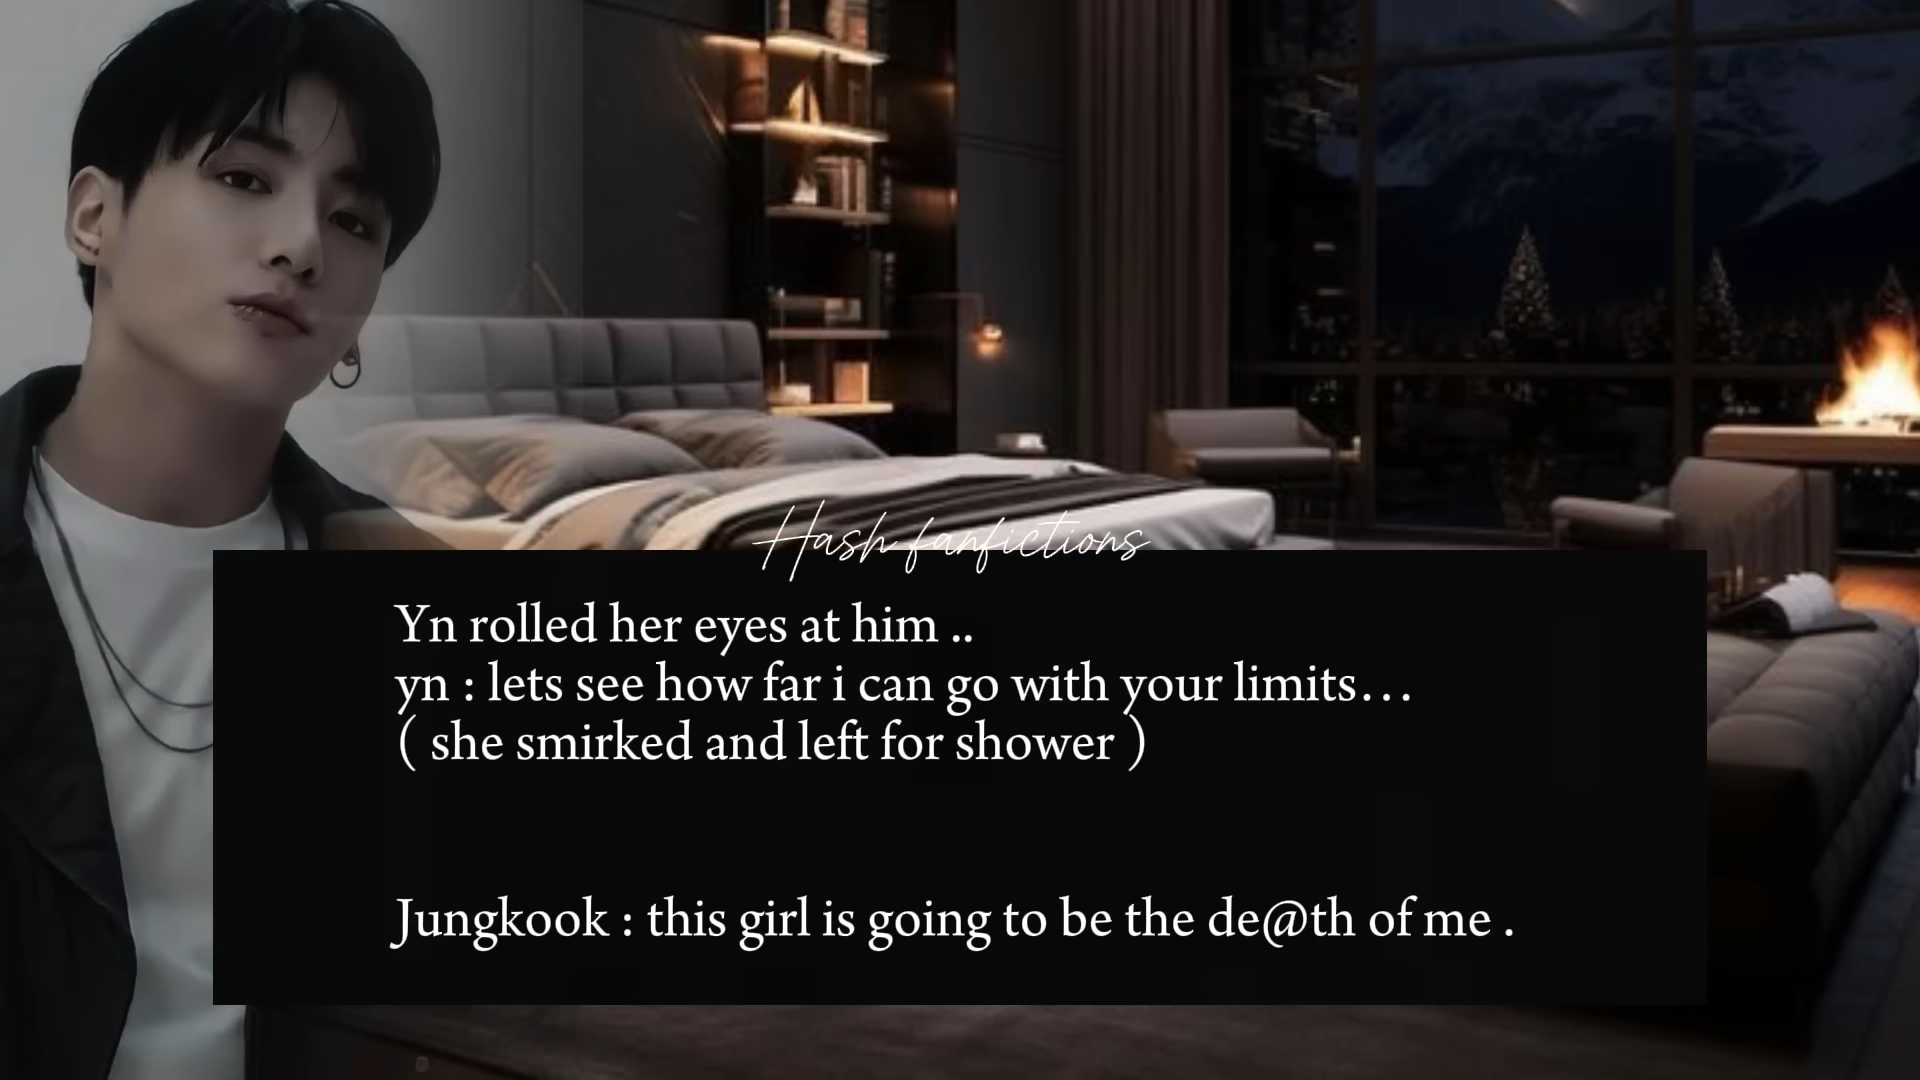 Hash fanfictions
Yn rolled her eyes at him ..
yn : lets see how far i can go with your limits…
( she smirked and left for shower )
Jungkook : this girl is going to be the de@th of me .